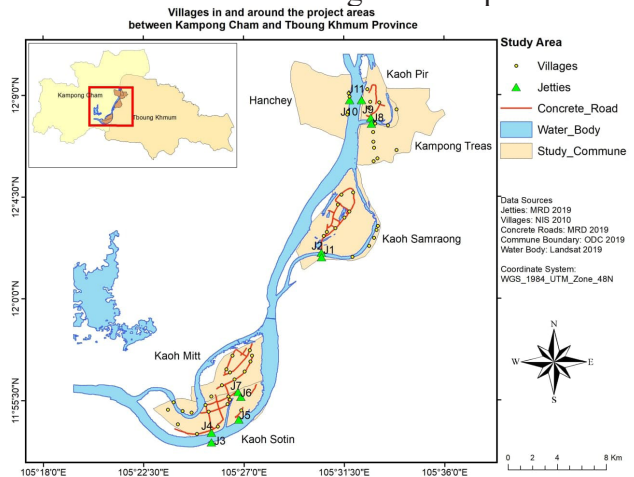 Villages in and around the project areas
between Kampong Cham and Tboung Khmum Province
Kampong Cham
Tboung Khmum
Kaoh Pir
Hanchey
J11
J10
J9
J8
Kampong Treas
J2
J1
Kaoh Samraong
Kaoh Mitt
J7
J6
J5
J4
J3
Kaoh Sotin
12°9'0"N
12°4'30"N
12°0'0"N
11°55'30"N
105°18'0"E
105°22'30"E
105°27'0"E
105°31'30"E
105°36'0"E
Study Area
Villages
Jetties
Concrete_Road
Water_Body
Study_Commune
Data Sources
Jetties: MRD 2019
Villages: NIS 2010
Concrete Roads: MRD 2019
Commune Boundary: ODC 2019
Water Body: Landsat 2019
Coordinate System:
WGS_1984_UTM_Zone_48N
N
W
E
S
0 2 4 8 Km